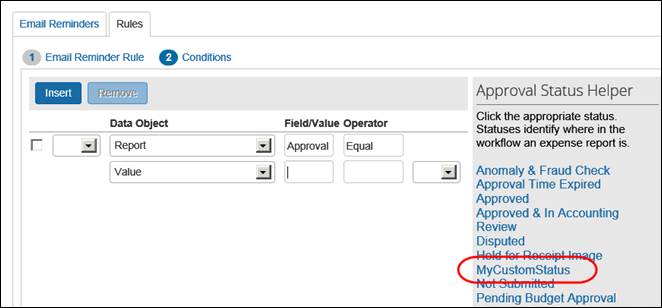 Email Reminders Rules
1 Email Reminder Rule 2 Conditions
Insert Remove
Data Object Field/Value Operator
Report Approval Equal
Value
Approval Status Helper
Click the appropriate status.
Statuses identify where in the
workflow an expense report is.
Anomaly & Fraud Check
Approval Time Expired
Approved
Approved & In Accounting
Review
Disputed
Hold for Receipt Image
MyCustomStatus
Not Submitted
Pending Budget Approval